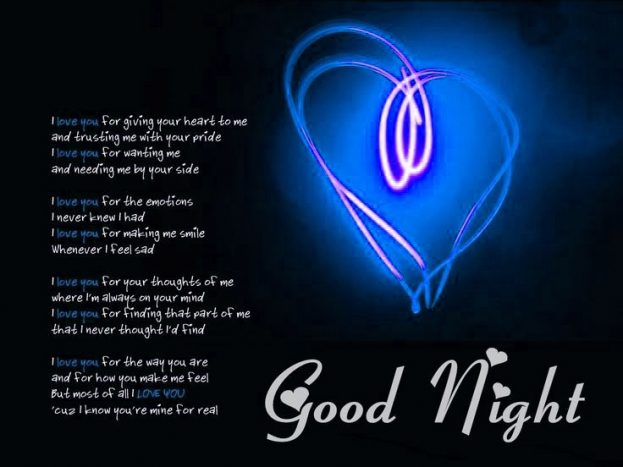 I love you for giving your heart to me
and trusting me with your pride
I love you for wanting me
and needing me by your side
I love you for the emotions
I never knew I had
I love you for making me smile
Whenever I feel sad
I love you for your thoughts of me
where I'm always on your mind
I love you for finding that part of me
that I never thought I'd find
I love you for the way you are
and for how you make me feel
But most of all I LOVE YOU
'cuz I know you're mine for real
Good Night